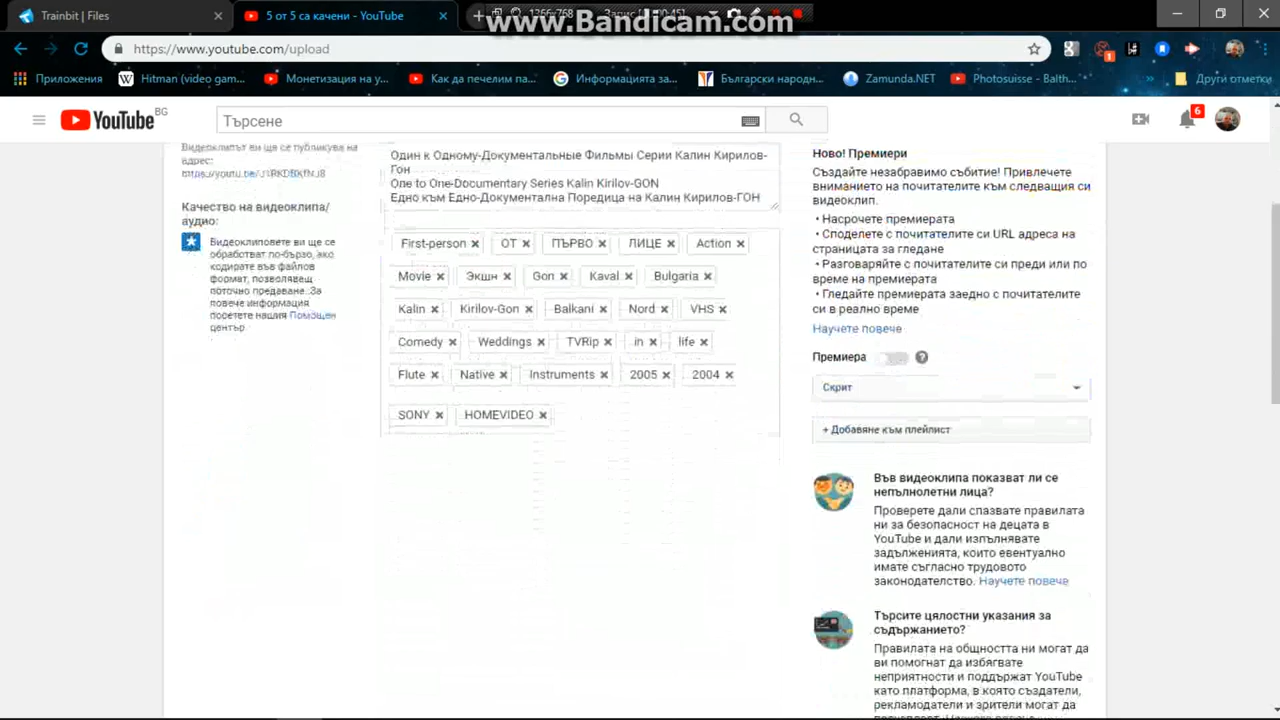 Trainbit | Files
5 от 5 са качени - YouTube
1366x768
www.Bandicam.com
https://www.youtube.com/upload
1
Приложения
Hitman (video gam...
Монетизация на у...
Как да печелим па...
Информацията за...
Български народн...
Zamunda.NET
Photosuisse - Balth...
»
Други отметки
YouTube BG
Търсене
6
Видеоклипът ви ще се публикува на
адрес:
Качество на видеоклипа/
аудио:
Видеоклиповете ви ще се
обработват по-бързо, ако
кодирате във файлов
формат, позволяващ
поточно предаване. За
повече информация
посетете нашия Помощен
център.
Один к Одному-Документальные Фильмы Серии Калин Кирилов-
Гон
One to One-Documentary Series Kalin Kirilov-GON
Едно към Едно-Документална Поредица на Калин Кирилов-ГОН
First-person × ОТ × ПЪРВО × ЛИЦЕ × Action ×
Movie × Екшн × Gon × Kaval × Bulgaria ×
Kalin × Kirilov-Gon × Balkani × Nord × VHS ×
Comedy × Weddings × TVRip × in × life ×
Flute × Native × Instruments × 2005 × 2004 ×
SONY × HOMEVIDEO ×
Ново! Премиери
Създайте незабравимо събитие! Привлечете
вниманието на почитателите към следващия си
видеоклип.
• Насрочете премиерата
• Споделете с почитателите си URL адреса на
страницата за гледане
• Разговаряйте с почитателите си преди или по
време на премиерата
• Гледайте премиерата заедно с почитателите
си в реално време
Научете повече
Премиера ?
Скрит
+ Добавяне към плейлист
Във видеоклипа показват ли се
непълнолетни лица?
Проверете дали спазвате правилата
ни за безопасност на децата в
YouTube и дали изпълнявате
задълженията, които евентуално
имате съгласно трудовото
законодателство. Научете повече
Търсите цялостни указания за
съдържанието?
Правилата на общността ни могат да
ви помогнат да избягвате
неприятности и поддържат YouTube
като платформа, в която създатели,
рекламодатели и зрители могат да